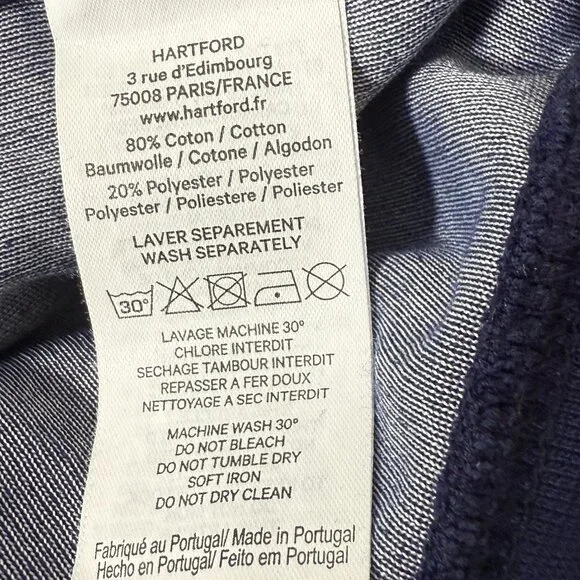 HARTFORD
3 rue d'Edimbourg
75008 PARIS/FRANCE
www.hartford.fr
80% Coton / Cotton
Baumwolle / Cotone / Algodon
20% Polyester / Polyester
Polyester / Poliestere / Poliester
LAVER SEPAREMENT
WASH SEPARATELY
30°
LAVAGE MACHINE 30°
CHLORE INTERDIT
SECHAGE TAMBOUR INTERDIT
REPASSER A FER DOUX
NETTOYAGE A SEC INTERDIT
MACHINE WASH 30°
DO NOT BLEACH
DO NOT TUMBLE DRY
SOFT IRON
DO NOT DRY CLEAN
Fabriqué au Portugal/ Made in Portugal
Hecho en Portugal/ Feito em Portugal